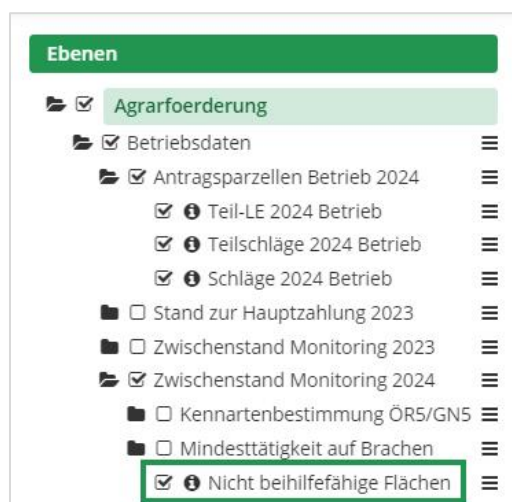 Ebenen
Agrarfoerderung
Betriebsdaten
Antragsparzellen Betrieb 2024
Teil-LE 2024 Betrieb
Teilschläge 2024 Betrieb
Schläge 2024 Betrieb
Stand zur Hauptzahlung 2023
Zwischenstand Monitoring 2023
Zwischenstand Monitoring 2024
Kennartenbestimmung ÖR5/GN5
Mindesttätigkeit auf Brachen
Nicht beihilfefähige Flächen